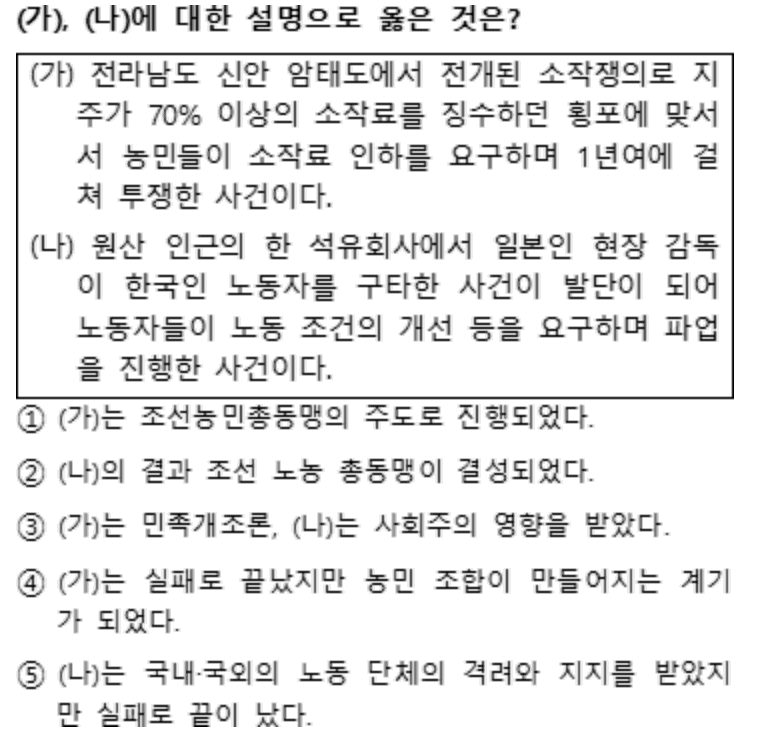 (가), (나)에 대한 설명으로 옳은 것은?
(가) 전라남도 신안 암태도에서 전개된 소작쟁의로 지
주가 70% 이상의 소작료를 징수하던 횡포에 맞서
서 농민들이 소작료 인하를 요구하며 1년여에 걸
쳐 투쟁한 사건이다.
(나) 원산 인근의 한 석유회사에서 일본인 현장 감독
이 한국인 노동자를 구타한 사건이 발단이 되어
노동자들이 노동 조건의 개선 등을 요구하며 파업
을 진행한 사건이다.
① (가)는 조선농민총동맹의 주도로 진행되었다.
② (나)의 결과 조선 노농 총동맹이 결성되었다.
③ (가)는 민족개조론, (나)는 사회주의 영향을 받았다.
④ (가)는 실패로 끝났지만 농민 조합이 만들어지는 계기
가 되었다.
⑤ (나)는 국내·국외의 노동 단체의 격려와 지지를 받았지
만 실패로 끝이 났다.